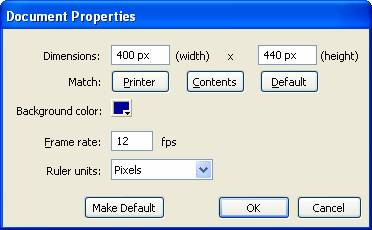 Document Properties
Dimensions: 400 px (width) x 440 px (height)
Match: Printer Contents Default
Background color:
Frame rate: 12 fps
Ruler units: Pixels
Make Default OK Cancel